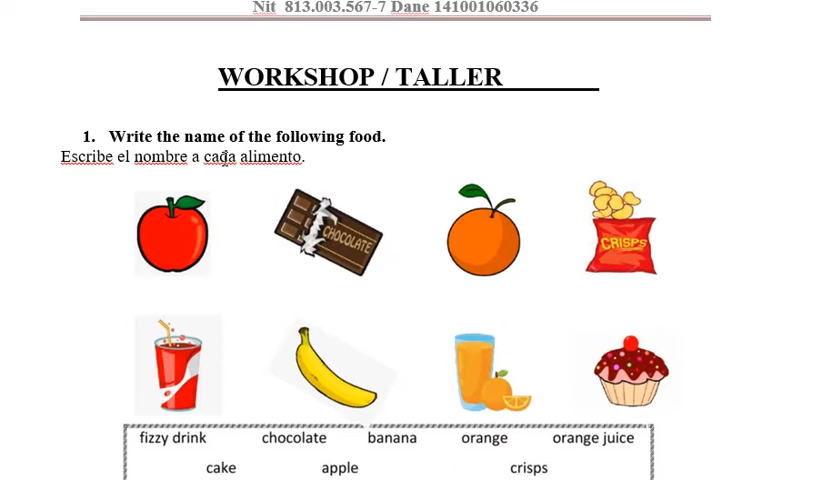 Nit 813.003.567-7 Dane 141001060336
WORKSHOP / TALLER
1. Write the name of the following food.
Escribe el nombre a cada alimento.
CHOCOLATE
CRISPS
fizzy drink chocolate banana orange orange juice
cake apple crisps